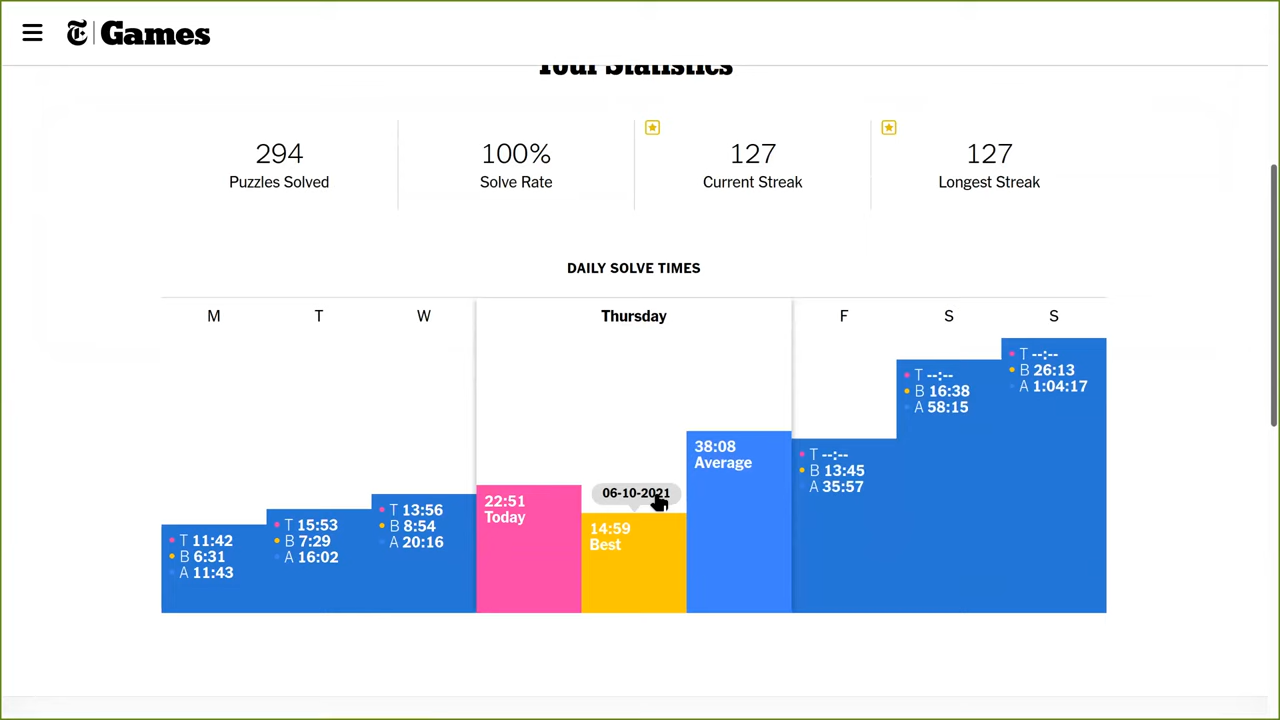 T Games
Your Statistics
294
Puzzles Solved
100%
Solve Rate
127
Current Streak
127
Longest Streak
DAILY SOLVE TIMES
M
T
W
Thursday
F
S
S
T 11:42
B 6:31
A 11:43
T 15:53
B 7:29
A 16:02
T 13:56
B 8:54
A 20:16
22:51
Today
06-10-2021
14:59
Best
38:08
Average
T --:--
B 13:45
A 35:57
T --:--
B 16:38
A 58:15
T --:--
B 26:13
A 1:04:17